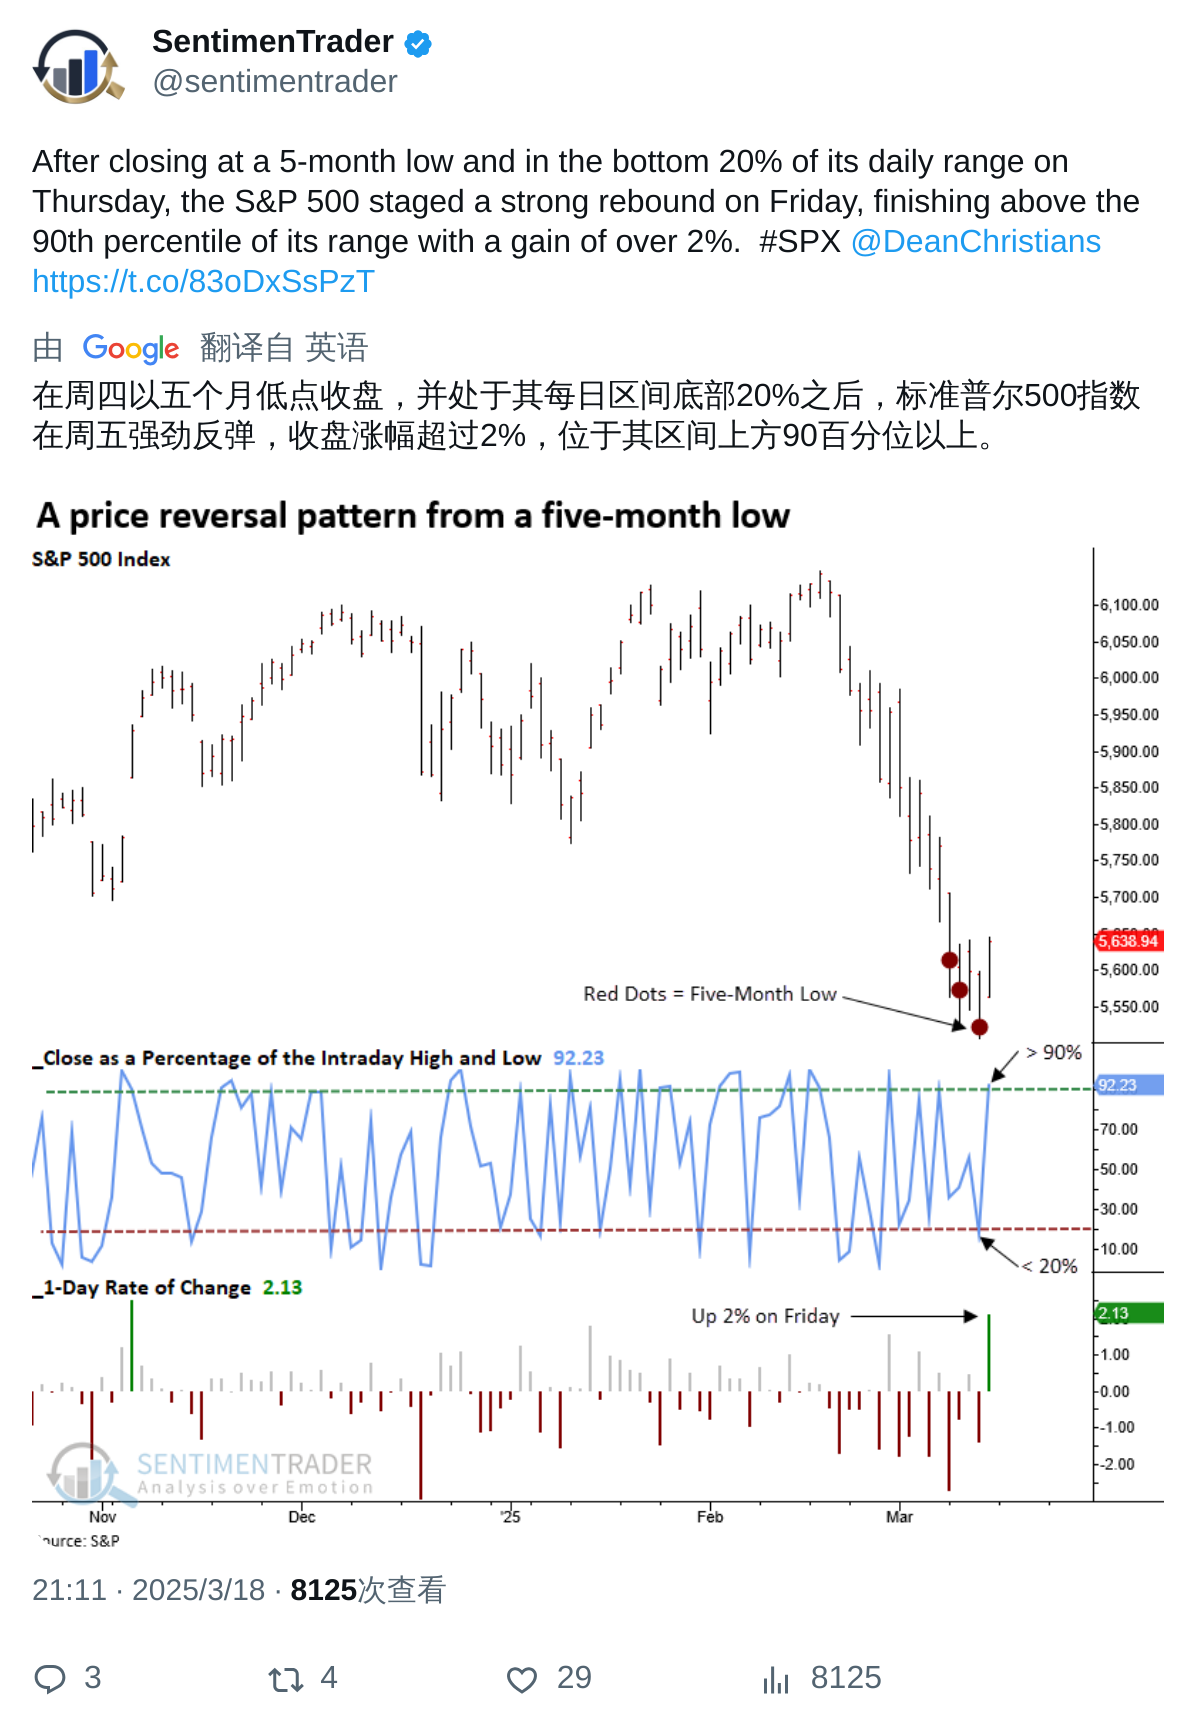 SentimenTrader
@sentimentrader
After closing at a 5-month low and in the bottom 20% of its daily range on
Thursday, the S&P 500 staged a strong rebound on Friday, finishing above the
90th percentile of its range with a gain of over 2%.  #SPX @DeanChristians
https://t.co/83oDxSsPzT
由 Google 翻译自 英语
在周四以五个月低点收盘，并处于其每日区间底部20%之后，标准普尔500指数
在周五强劲反弹，收盘涨幅超过2%，位于其区间上方90百分位以上。
A price reversal pattern from a five-month low
S&P 500 Index
6,100.00
6,050.00
6,000.00
5,950.00
5,900.00
5,850.00
5,800.00
5,750.00
5,700.00
5,638.94
5,600.00
5,550.00
Red Dots = Five-Month Low
_Close as a Percentage of the Intraday High and Low 92.23
> 90%
92.23
70.00
50.00
30.00
10.00
< 20%
_1-Day Rate of Change 2.13
Up 2% on Friday
2.13
1.00
0.00
-1.00
-2.00
SENTIMENTRADER
Analysis over Emotion
Nov Dec '25 Feb Mar
ource: S&P
21:11 · 2025/3/18 · 8125次查看
3 4 29 8125